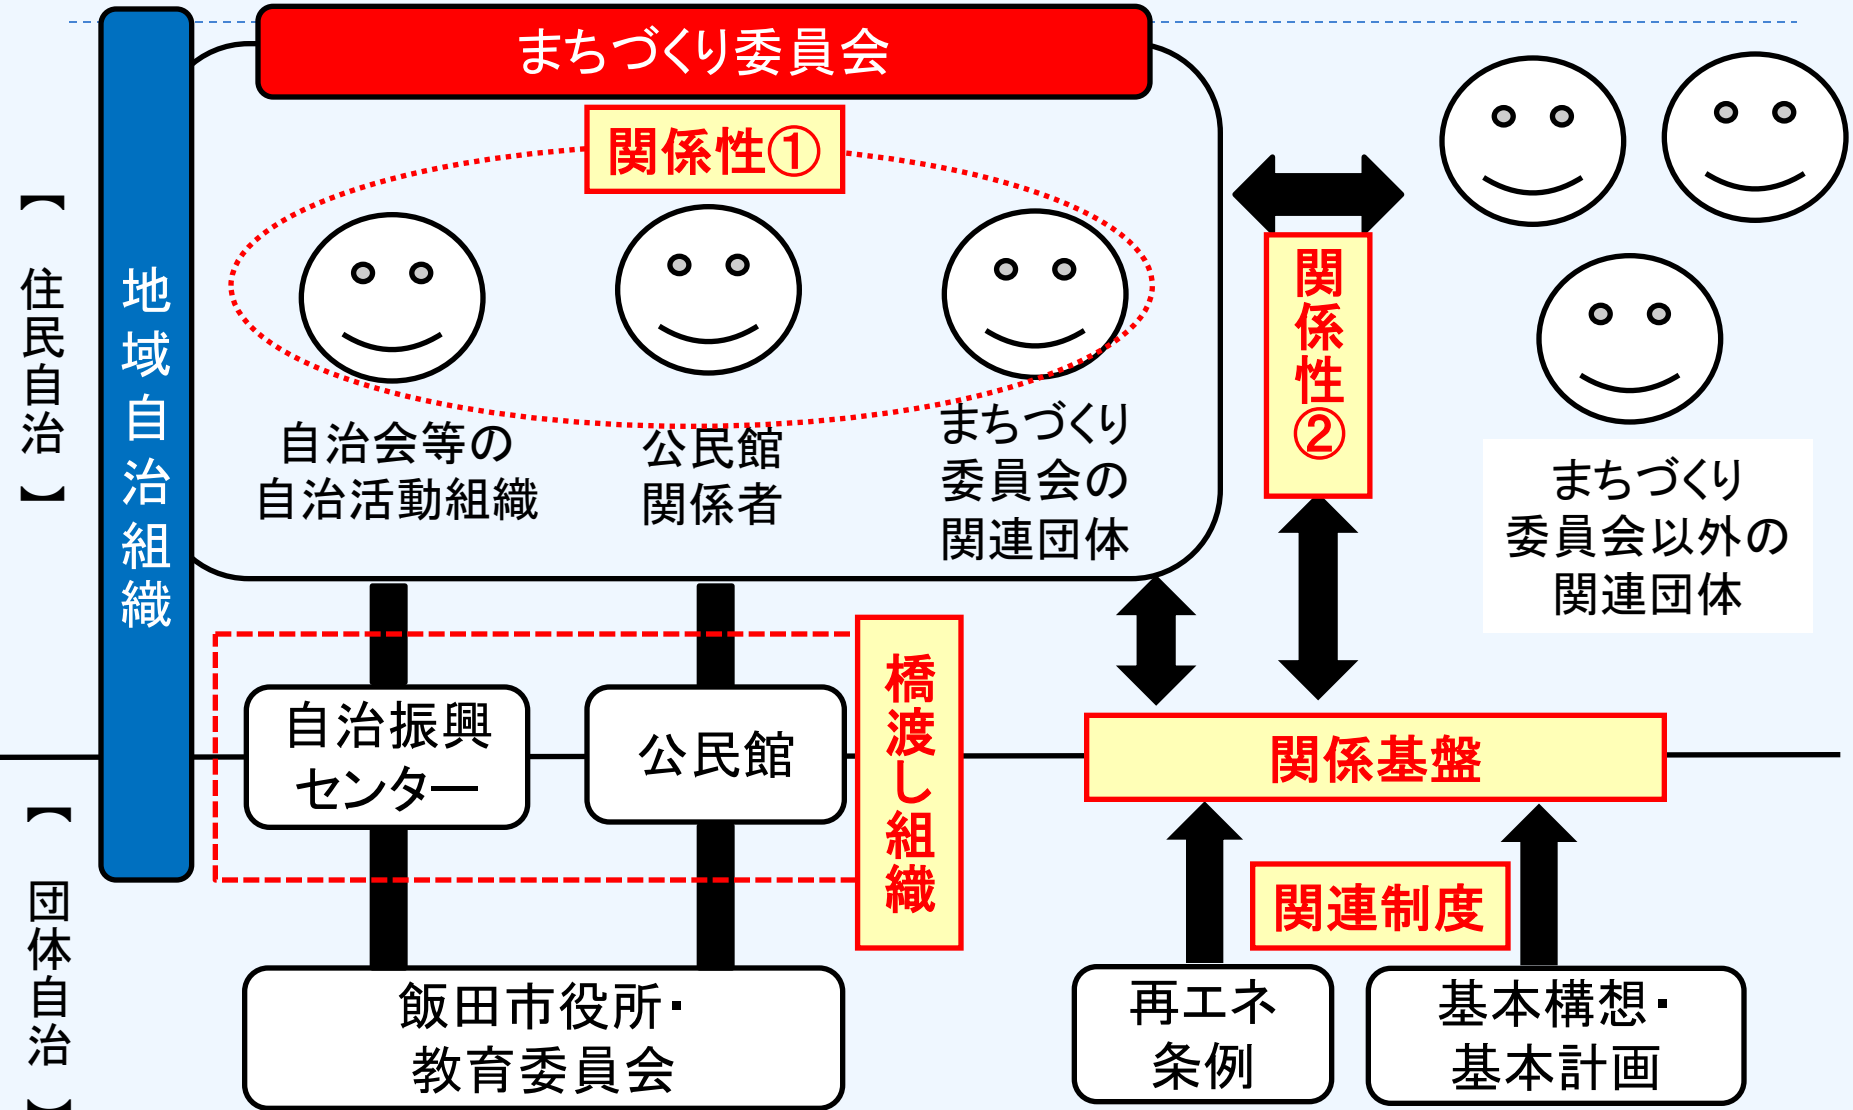 まちづくり委員会
関係性①
【住民自治】
地域自治組織
自治会等の
自治活動組織
公民館
関係者
まちづくり
委員会の
関連団体
関係性②
まちづくり
委員会以外の
関連団体
自治振興
センター
公民館
橋渡し組織
関係基盤
【団体自治】
関連制度
飯田市役所・
教育委員会
再エネ
条例
基本構想・
基本計画